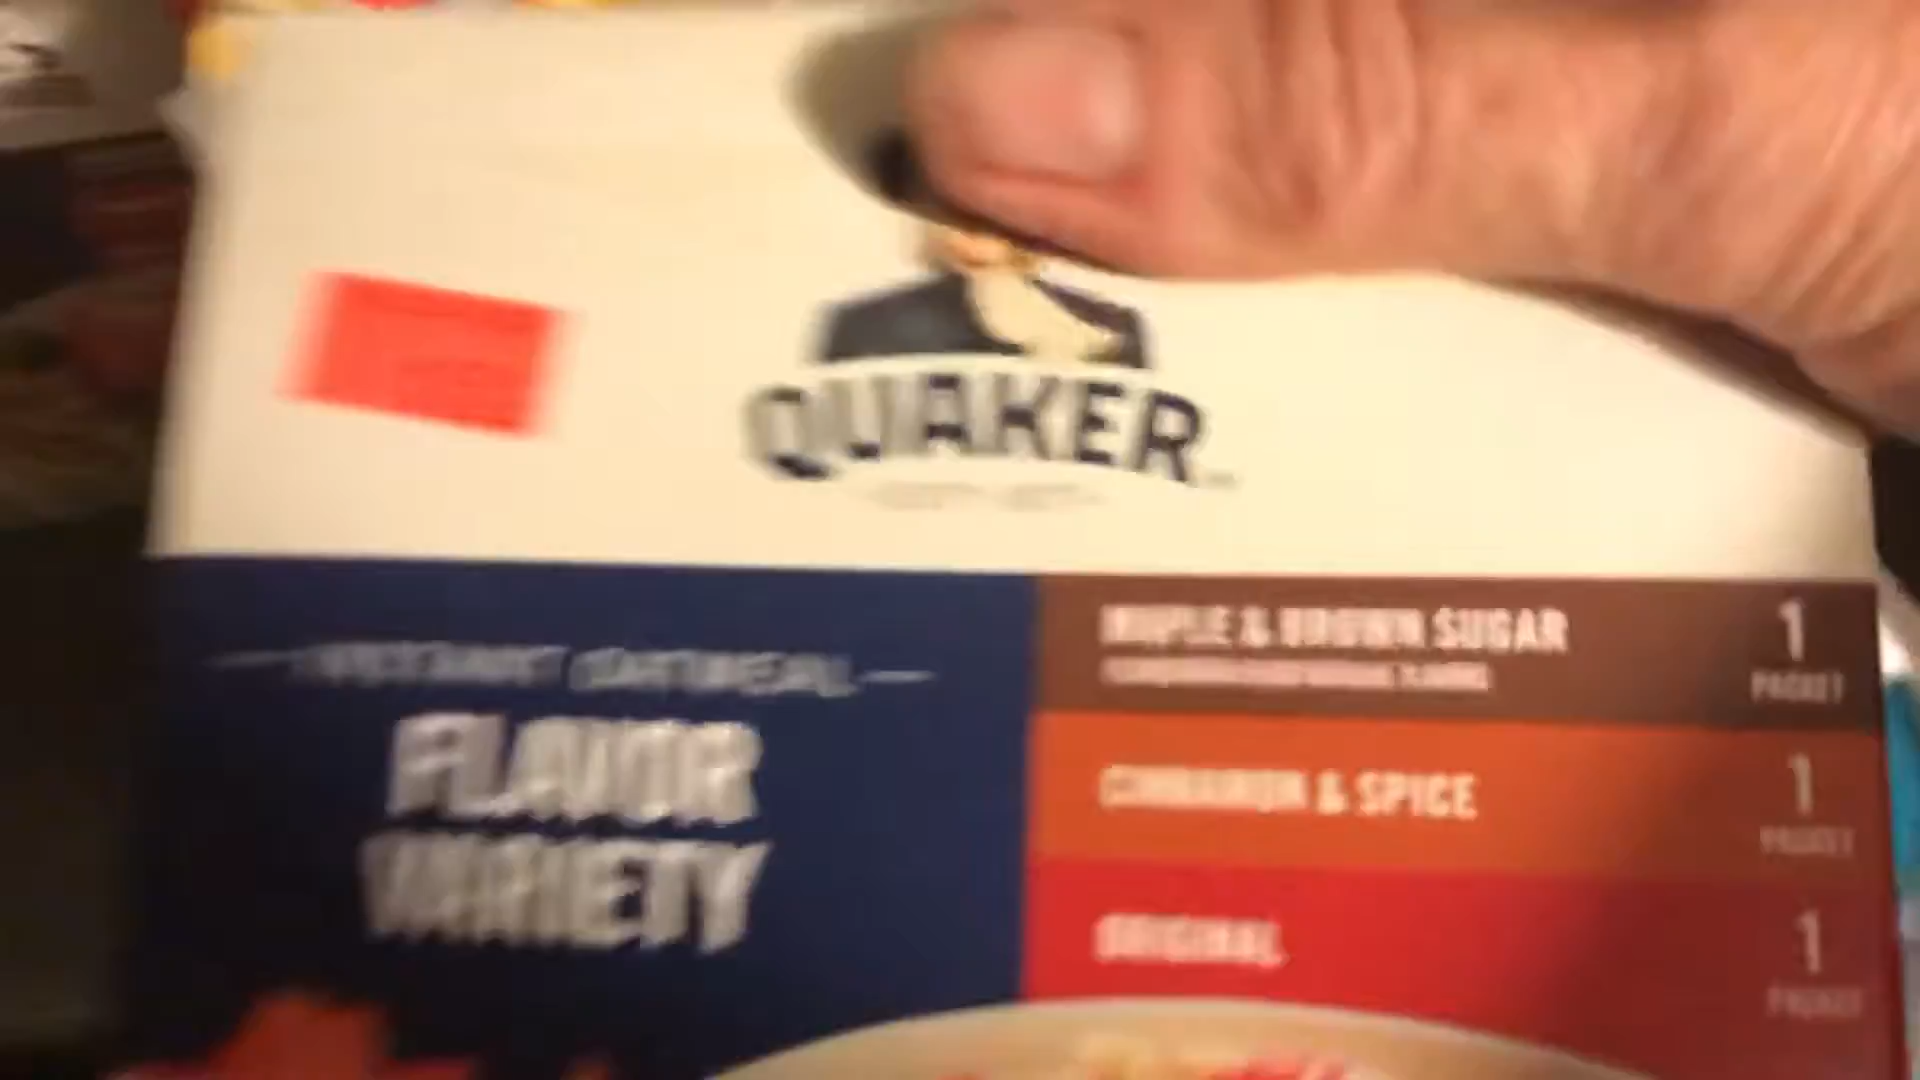 QUAKER
INSTANT OATMEAL
FLAVOR
VARIETY
MAPLE & BROWN SUGAR
1
PACKET
CINNAMON & SPICE
1
PACKET
ORIGINAL
1
PACKET